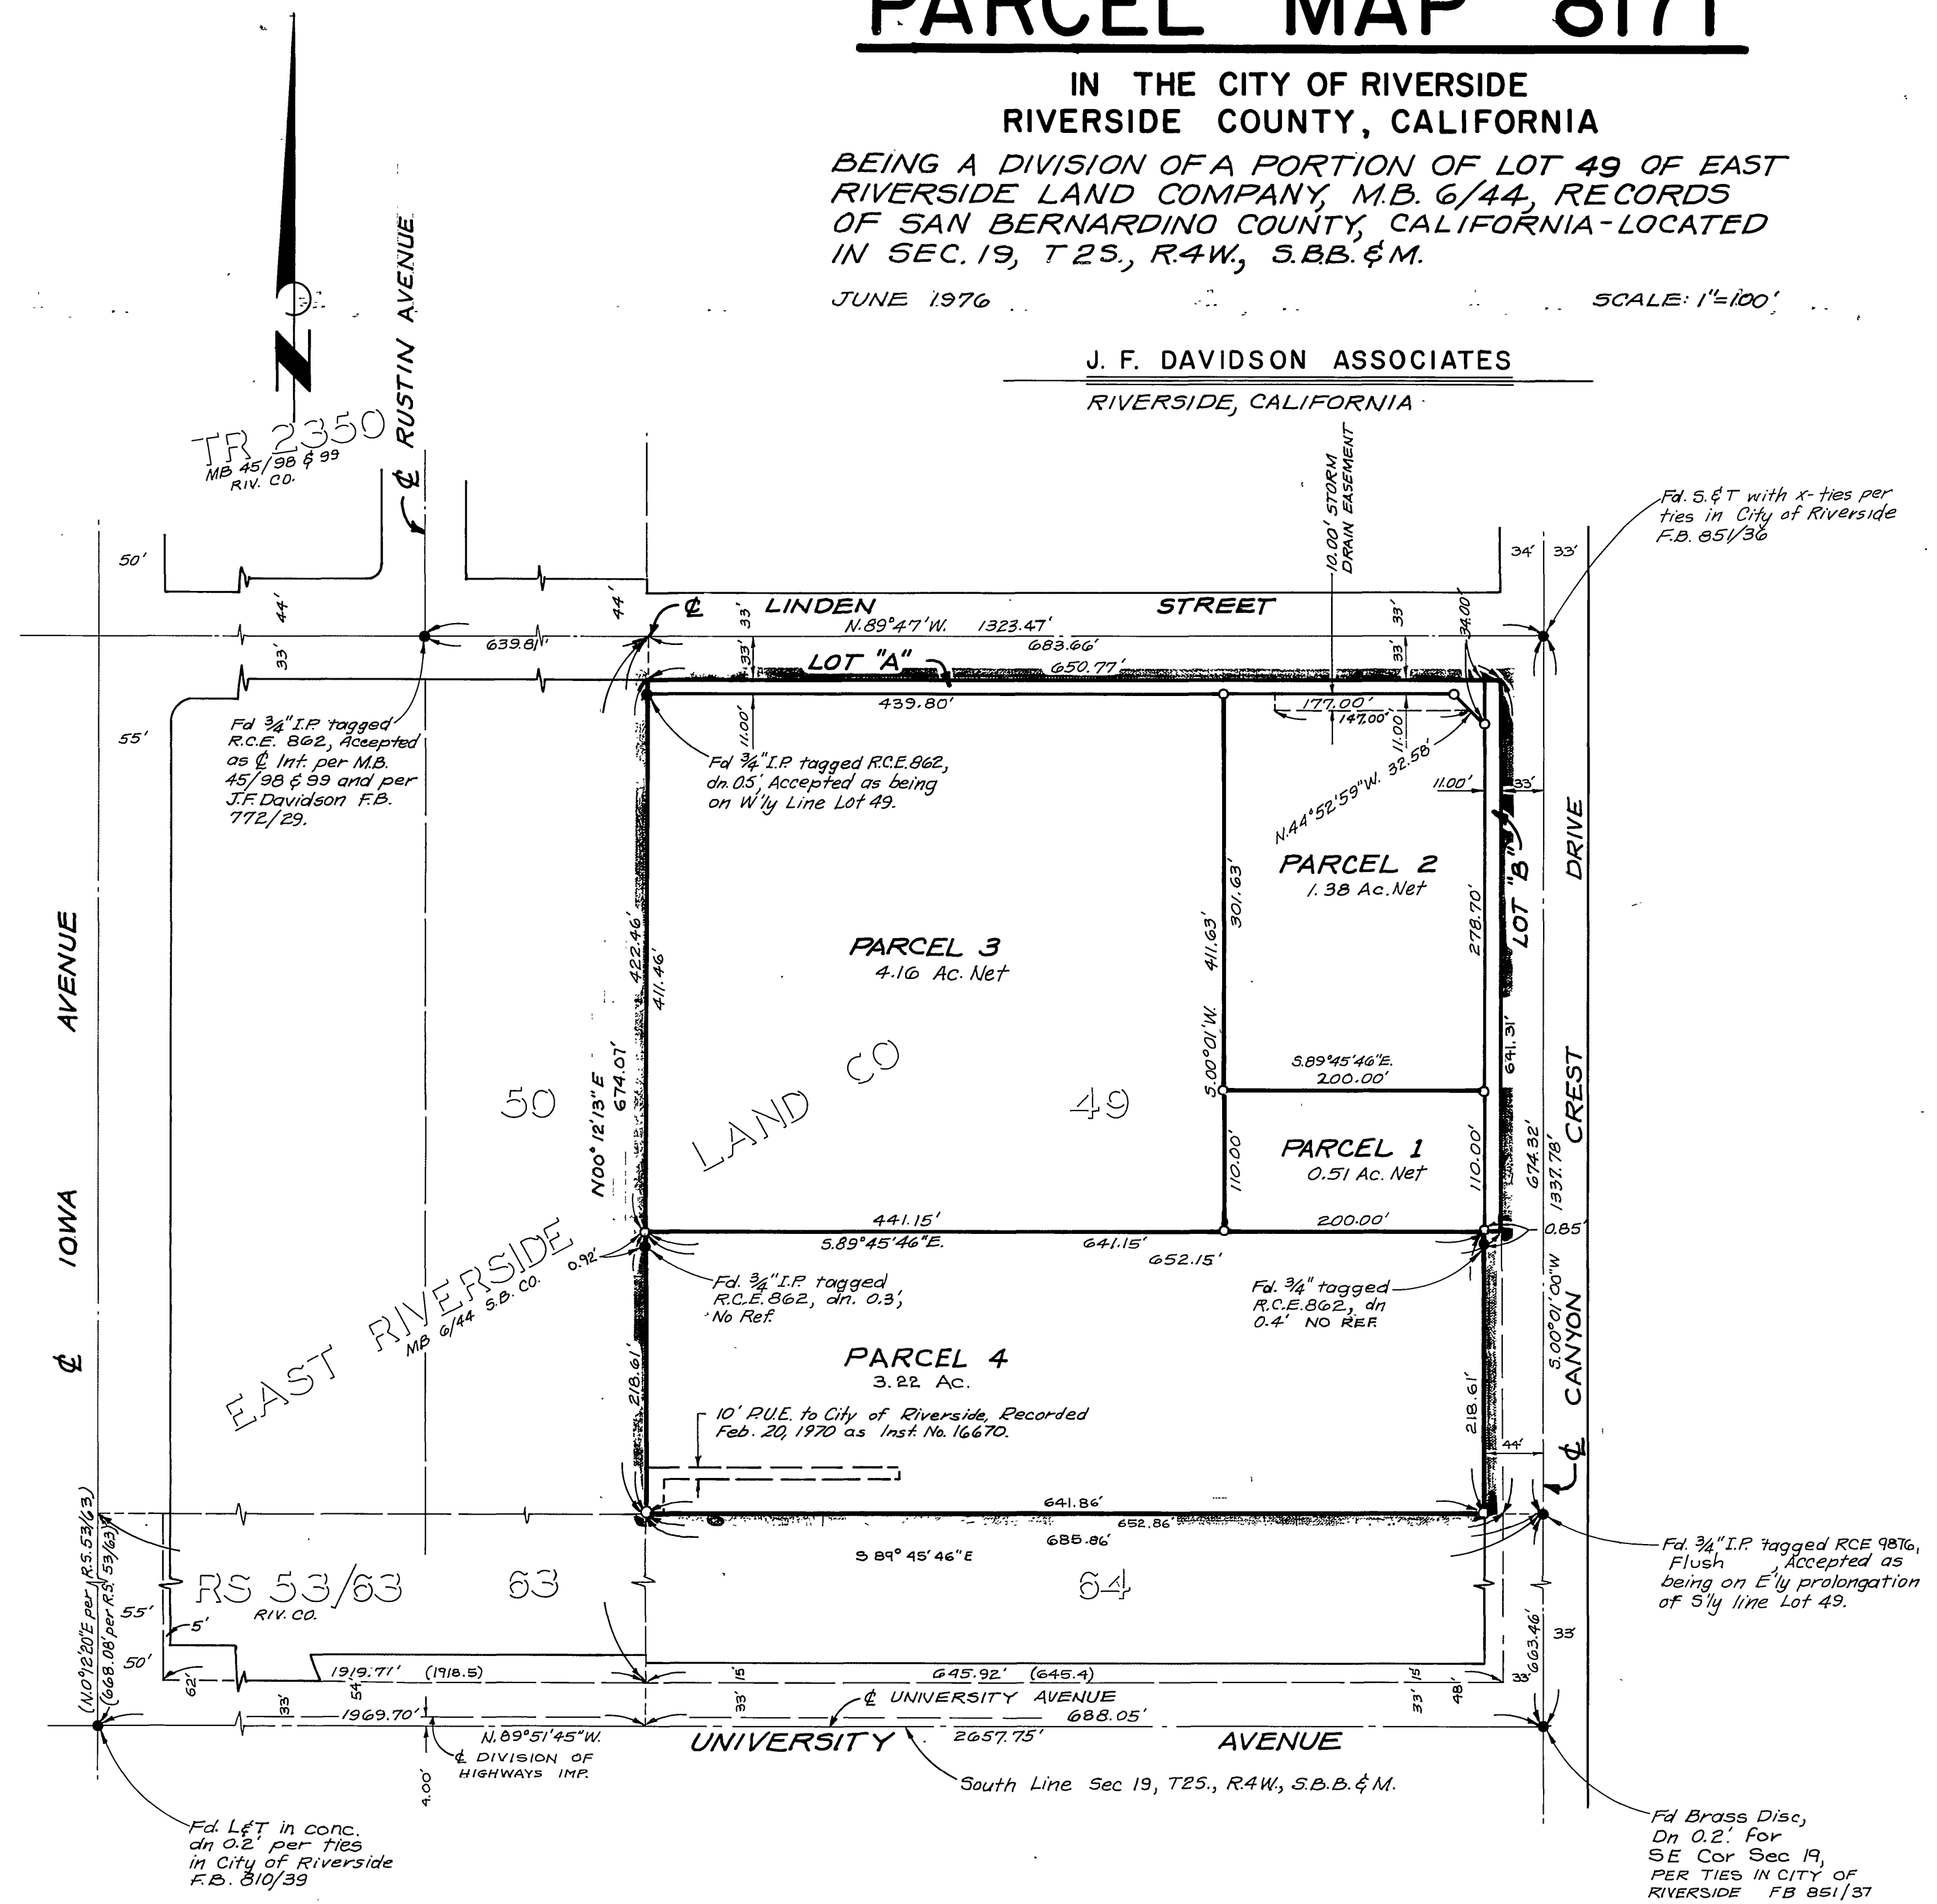 PARCEL MAP 8171
IN THE CITY OF RIVERSIDE
RIVERSIDE COUNTY, CALIFORNIA
BEING A DIVISION OF A PORTION OF LOT 49 OF EAST
RIVERSIDE LAND COMPANY, M.B. 6/44, RECORDS
OF SAN BERNARDINO COUNTY, CALIFORNIA-LOCATED
IN SEC. 19, T 2S., R.4W., S.B.B. & M.
JUNE 1976
SCALE: 1"=100'
J. F. DAVIDSON ASSOCIATES
RIVERSIDE, CALIFORNIA
N
TR 2350
MB 45/98 & 99
RIV. CO.
℄ RUSTIN AVENUE
10.00' STORM
DRAIN EASEMENT
Fd. S.&T with x-ties per
ties in City of Riverside
F.B. 851/36
50'
44'
44'
33'
34'
33'
℄ LINDEN STREET
N.89°47'W. 1323.47'
639.81'
683.66'
33'
33'
33'
33'
34.00'
LOT "A"
650.77'
439.80'
177.00'
147.00'
11.00'
11.00'
N.44°52'59"W. 32.58'
11.00'
33'
55'
Fd ¾" I.P. tagged
R.C.E. 862, Accepted
as ℄ Int. per M.B.
45/98 & 99 and per
J.F. Davidson F.B.
772/29.
Fd ¾" I.P. tagged R.C.E. 862,
dn. 0.5', Accepted as being
on W'ly Line Lot 49.
PARCEL 2
1.38 Ac. Net
LOT "B"
PARCEL 3
4.16 Ac. Net
422.46'
411.46'
411.63'
301.63'
278.70'
S.00°01'W.
641.31'
N00°12'13"E
674.07'
S.89°45'46"E.
200.00'
50
LAND CO
49
PARCEL 1
0.51 Ac. Net
110.00'
110.00'
674.32'
1337.78'
S.00°01'00"W
℄ CANYON CREST DRIVE
℄ IOWA AVENUE
441.15'
200.00'
0.85'
S.89°45'46"E.
641.15'
652.15'
0.92'
EAST RIVERSIDE
MB 6/44 S.B. CO.
Fd. ¾" I.P. tagged
R.C.E. 862, dn. 0.3',
No Ref.
Fd. ¾" tagged
R.C.E. 862, dn
0.4' NO REF.
PARCEL 4
3.22 Ac.
218.61'
218.61'
10' P.U.E. to City of Riverside, Recorded
Feb. 20, 1970 as Inst. No. 16670.
44'
641.86'
652.86'
685.86'
S 89° 45' 46"E
Fd. ¾" I.P. tagged RCE 9876,
Flush , Accepted as
being on E'ly prolongation
of S'ly line Lot 49.
(N.0°12'20"E per R.S. 53/63)
(668.08' per R.S. 53/63)
RS 53/63
RIV. CO.
63
64
55'
5'
50'
62'
33'
54'
1919.71' (1918.5)
15'
33'
645.92' (645.4)
15'
33'
48'
33'
663.46'
33'
1969.70'
℄ UNIVERSITY AVENUE
688.05'
N.89°51'45"W.
UNIVERSITY AVENUE
2657.75'
℄ DIVISION OF
HIGHWAYS IMP.
4.00'
South Line Sec 19, T2S., R.4W., S.B.B. & M.
Fd. L&T in conc.
dn 0.2' per ties
in City of Riverside
F.B. 810/39
Fd Brass Disc,
Dn 0.2'. for
SE Cor Sec 19,
PER TIES IN CITY OF
RIVERSIDE FB 851/37